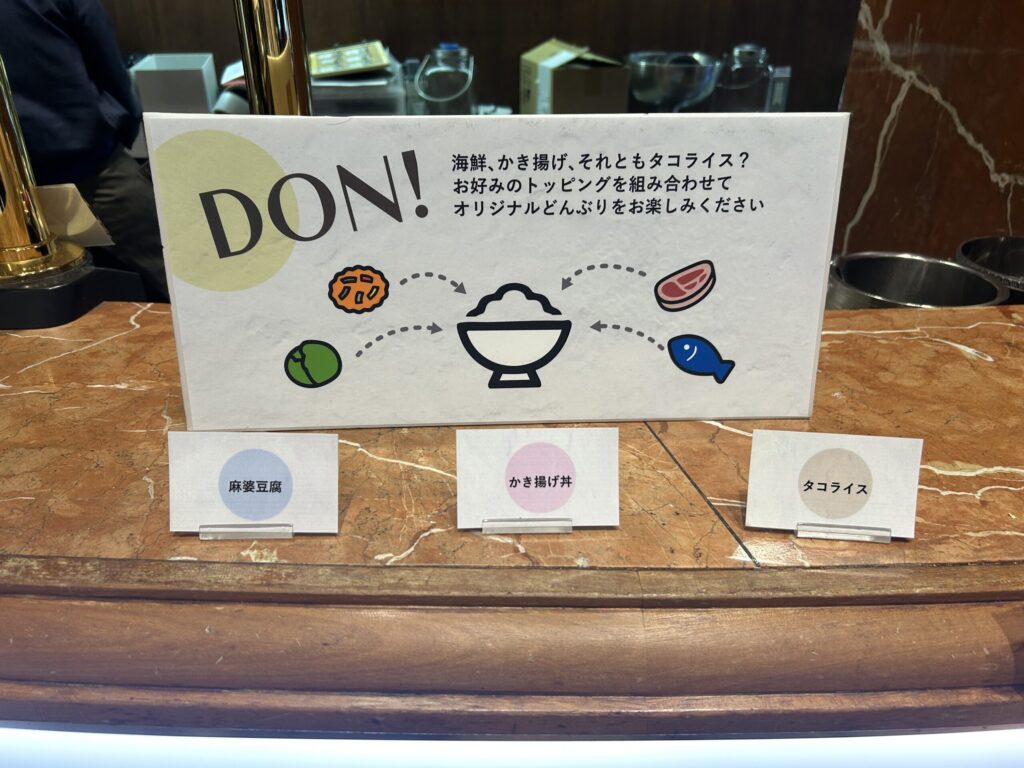 DON!
海鮮、かき揚げ、それともタコライス？
お好みのトッピングを組み合わせて
オリジナルどんぶりをお楽しみください
麻婆豆腐
かき揚げ丼
タコライス